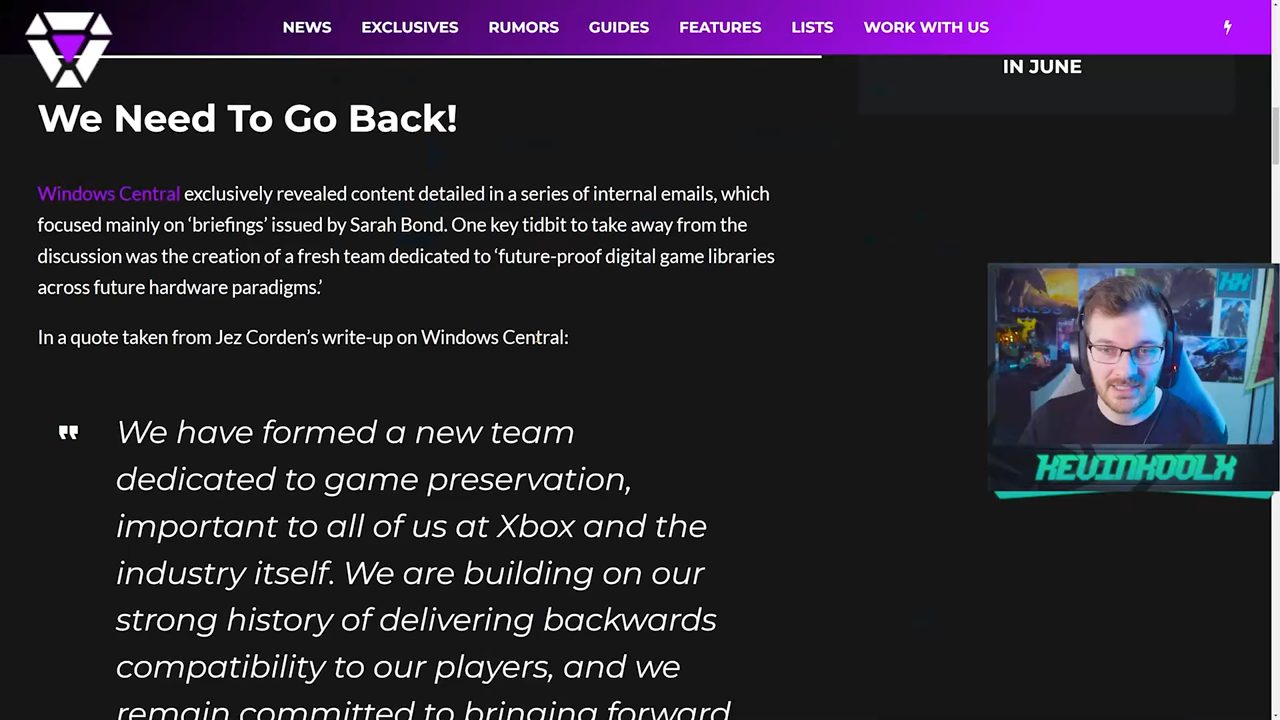 NEWS EXCLUSIVES RUMORS GUIDES FEATURES LISTS WORK WITH US
IN JUNE
We Need To Go Back!
Windows Central exclusively revealed content detailed in a series of internal emails, which
focused mainly on ‘briefings’ issued by Sarah Bond. One key tidbit to take away from the
discussion was the creation of a fresh team dedicated to ‘future-proof digital game libraries
across future hardware paradigms.’
In a quote taken from Jez Corden’s write-up on Windows Central:
We have formed a new team
dedicated to game preservation,
important to all of us at Xbox and the
industry itself. We are building on our
strong history of delivering backwards
compatibility to our players, and we
remain committed to bringing forward
KEVINKOOLX